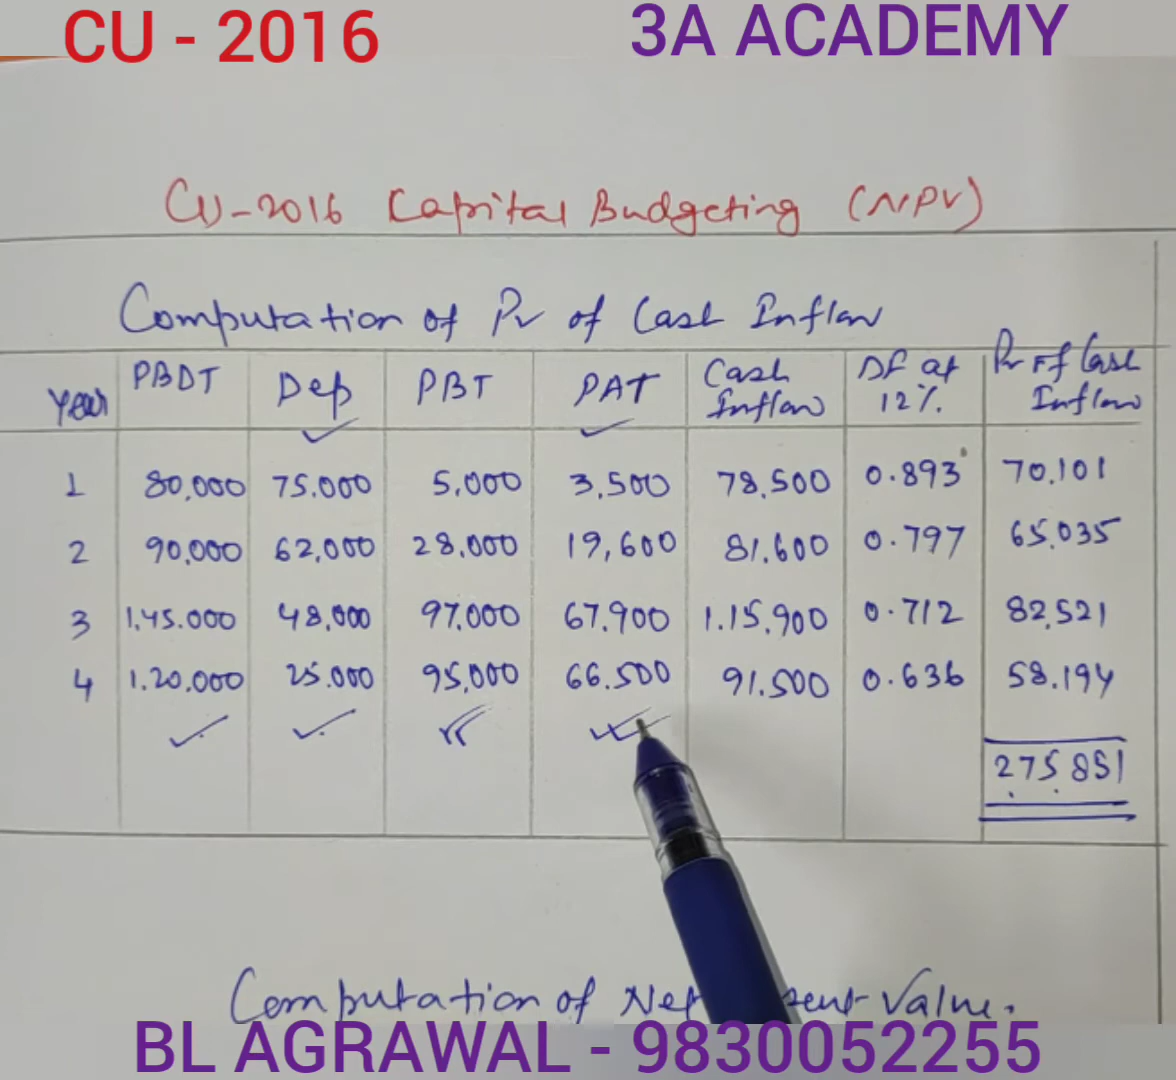 CU - 2016 3A ACADEMY
CU-2016 Capital Budgeting (NPV)
Computation of Pv of Cash Inflow
Year PBDT Dep PBT PAT Cash Inflow DF at 12% Pv of Cash Inflow
1 80,000 75.000 5,000 3,500 78,500 0.893 70,101
2 90,000 62,000 28,000 19,600 81,600 0.797 65,035
3 1,45.000 48,000 97,000 67,900 1.15,900 0.712 82,521
4 1.20,000 25.000 95,000 66.500 91.500 0.636 58.194
275,851
Computation of Net sent Value.
BL AGRAWAL - 9830052255